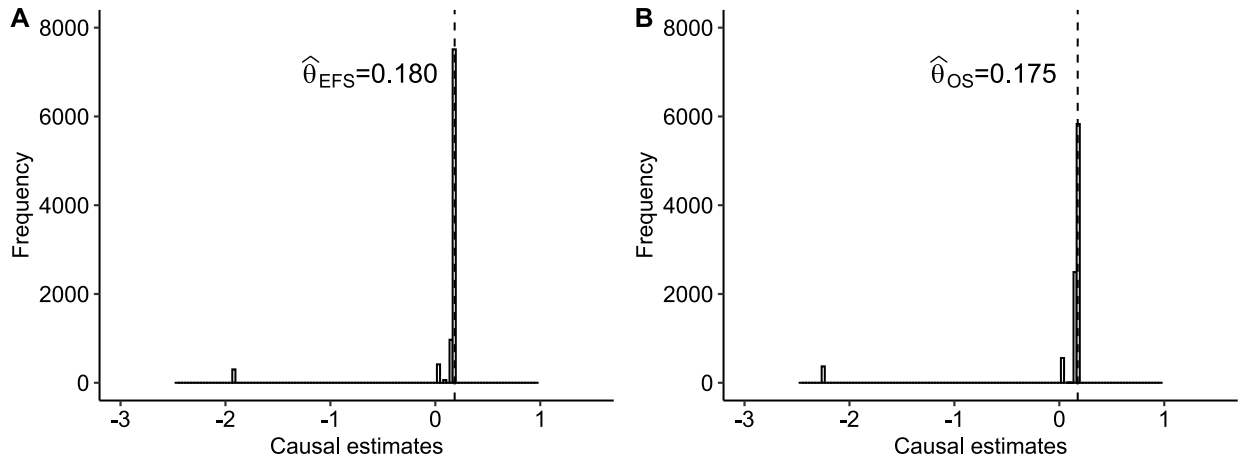 A
8000
6000
4000
2000
0
Frequency
θ̂EFS=0.180
-3 -2 -1 0 1
Causal estimates
B
8000
6000
4000
2000
0
Frequency
θ̂OS=0.175
-3 -2 -1 0 1
Causal estimates